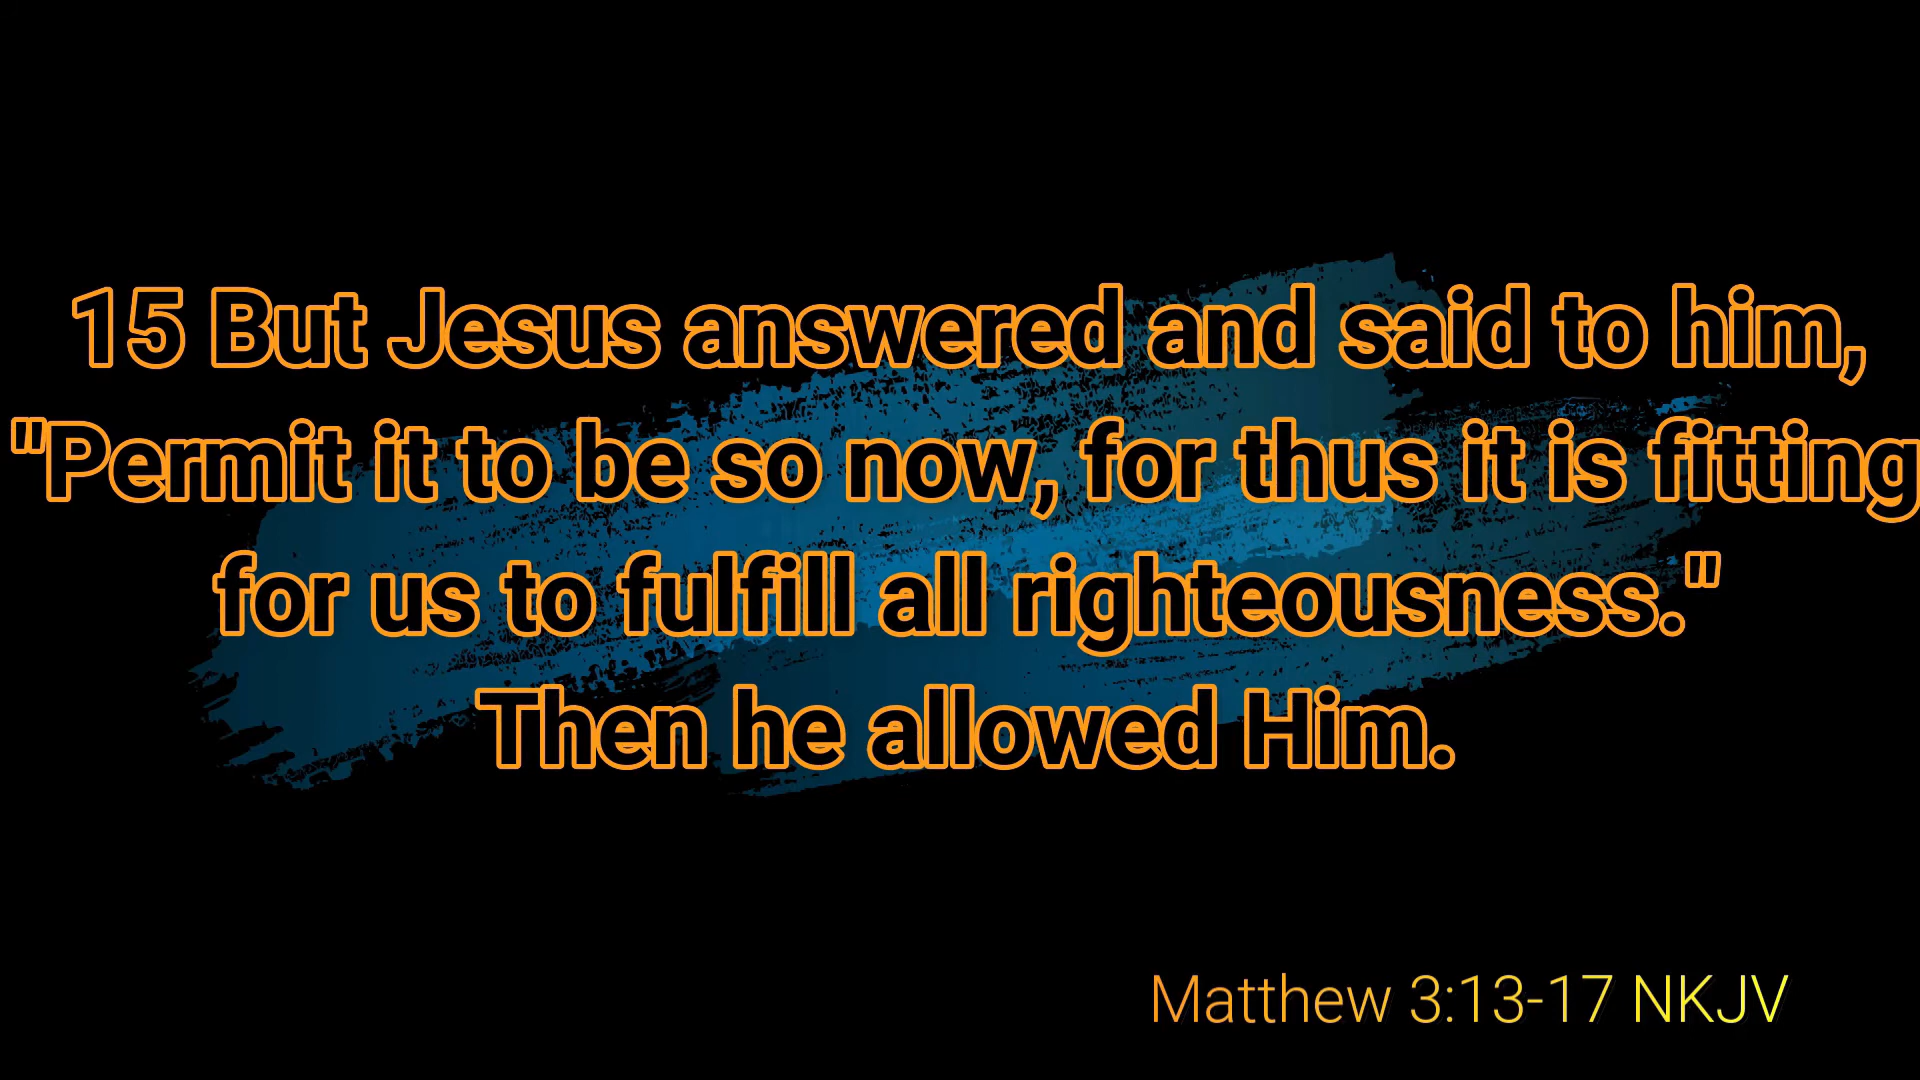 15 But Jesus answered and said to him,
"Permit it to be so now, for thus it is fitting
for us to fulfill all righteousness."
Then he allowed Him.
Matthew 3:13-17 NKJV